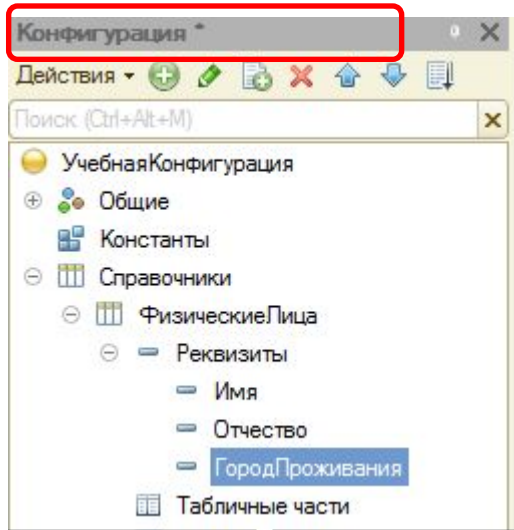 Конфигурация *
Действия
Поиск (Ctrl+Alt+M)
УчебнаяКонфигурация
Общие
Константы
Справочники
ФизическиеЛица
Реквизиты
Имя
Отчество
ГородПроживания
Табличные части